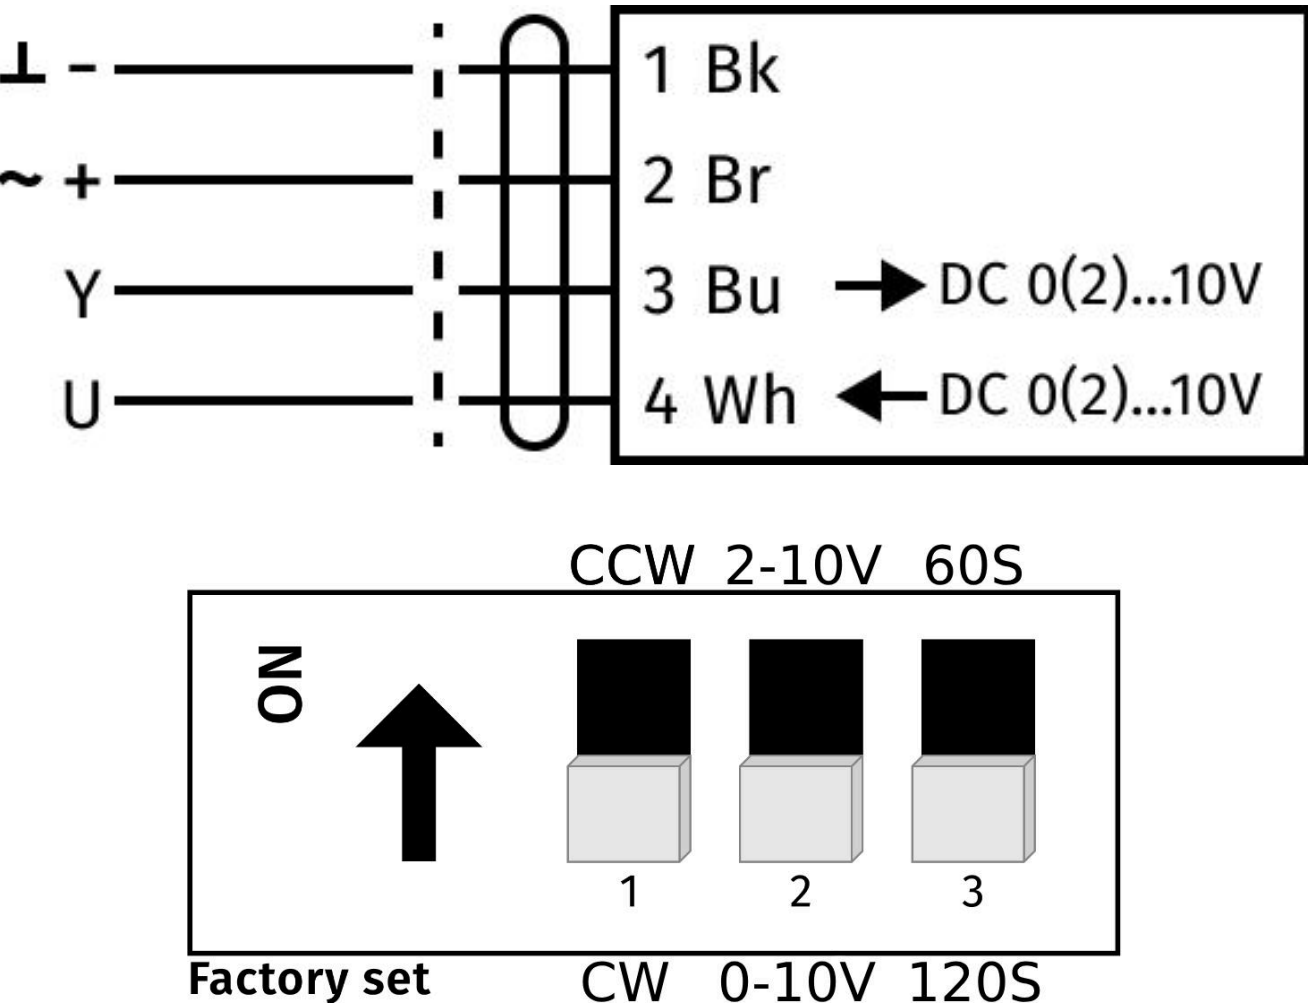 ⊥ - 1 Bk
~ + 2 Br
Y 3 Bu → DC 0(2)...10V
U 4 Wh ← DC 0(2)...10V
CCW 2-10V 60S
ON
1 2 3
Factory set CW 0-10V 120S